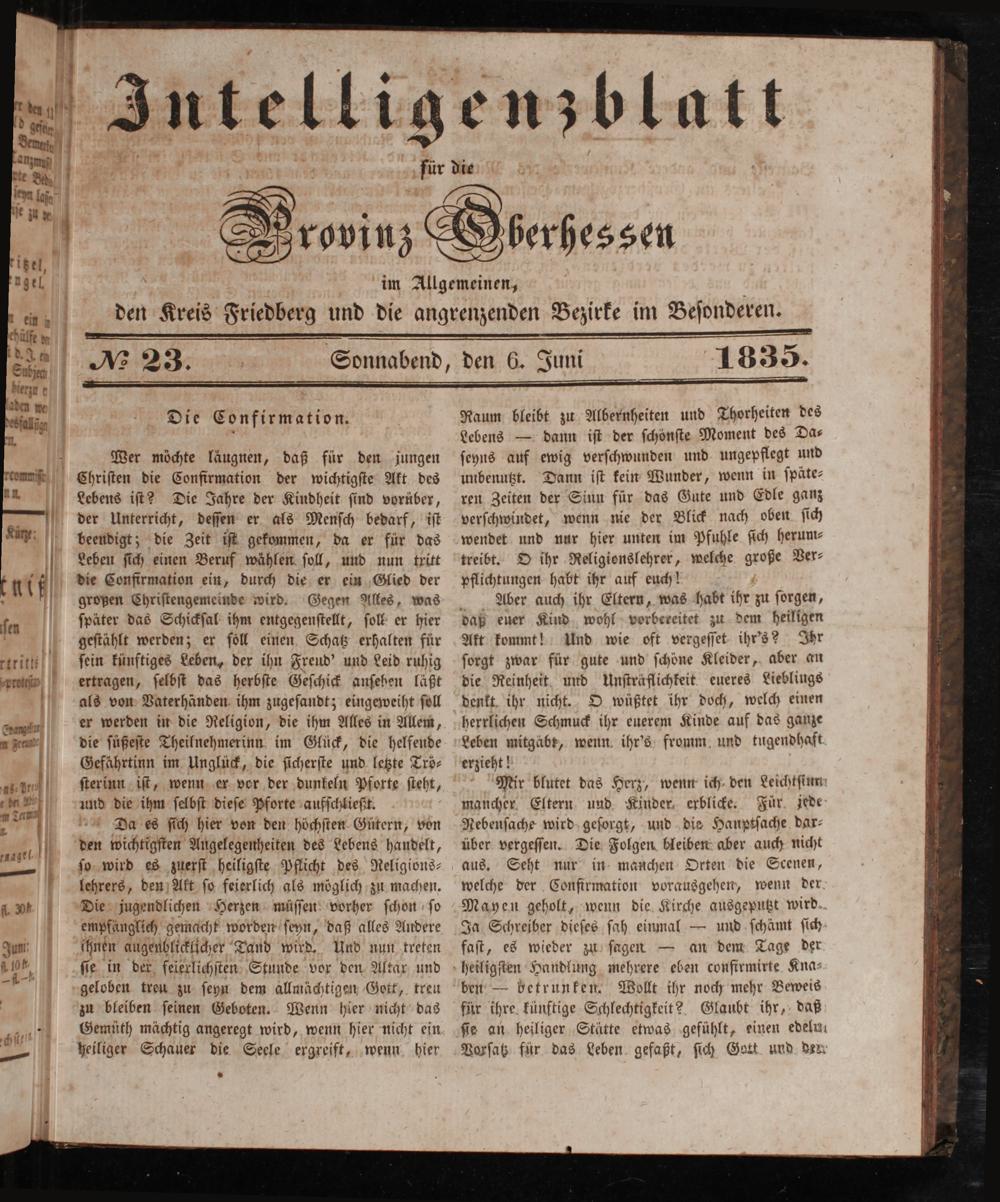 Intelligenzblatt
für die
Provinz Oberhessen
im Allgemeinen,
den Kreis Friedberg und die angrenzenden Bezirke im Besonderen.
№ 23. Sonnabend, den 6. Juni 1835.
Die Confirmation.
Wer möchte läugnen, daß für den jungen
Christen die Confirmation der wichtigste Akt des
Lebens ist? Die Jahre der Kindheit sind vorüber,
der Unterricht, dessen er als Mensch bedarf, ist
beendigt; die Zeit ist gekommen, da er für das
Leben sich einen Beruf wählen soll, und nun tritt
die Confirmation ein, durch die er ein Glied der
großen Christengemeinde wird. Gegen Alles, was
später das Schicksal ihm entgegenstellt, soll er hier
gestählt werden; er soll einen Schatz erhalten für
sein künftiges Leben, der ihn Freud' und Leid ruhig
ertragen, selbst das herbste Geschick ansehen läßt
als von Vaterhänden ihm zugesandt; eingeweiht soll
er werden in die Religion, die ihm Alles in Allem,
die süßeste Theilnehmerinn im Glück, die helfende
Gefährtinn im Unglück, die sicherste und letzte Trö-
sterinn ist, wenn er vor der dunkeln Pforte steht,
und die ihm selbst diese Pforte aufschließt.
Da es sich hier von den höchsten Gütern, von
den wichtigsten Angelegenheiten des Lebens handelt,
so wird es zuerst heiligste Pflicht des Religions-
lehrers, den Akt so feierlich als möglich zu machen.
Die jugendlichen Herzen müssen vorher schon so
empfänglich gemacht worden seyn, daß alles Andere
ihnen augenblicklicher Tand wird. Und nun treten
sie in der feierlichsten Stunde vor den Altar und
geloben treu zu seyn dem allmächtigen Gott, treu
zu bleiben seinen Geboten. Wenn hier nicht das
Gemüth mächtig angeregt wird, wenn hier nicht ein
heiliger Schauer die Seele ergreift, wenn hier
Raum bleibt zu Albernheiten und Thorheiten des
Lebens — dann ist der schönste Moment des Da-
seyns auf ewig verschwunden und ungepflegt und
unbenutzt. Dann ist kein Wunder, wenn in späte-
ren Zeiten der Sinn für das Gute und Edle ganz
verschwindet, wenn nie der Blick nach oben sich
wendet und nur hier unten im Pfuhle sich herum-
treibt. O ihr Religionslehrer, welche große Ver-
pflichtungen habt ihr auf euch!
Aber auch ihr Eltern, was habt ihr zu sorgen,
daß euer Kind wohl vorbereitet zu dem heiligen
Akt kommt! Und wie oft vergesset ihr's? Ihr
sorgt zwar für gute und schöne Kleider, aber an
die Reinheit und Unsträflichkeit eueres Lieblings
denkt ihr nicht. O wüßtet ihr doch, welch einen
herrlichen Schmuck ihr euerem Kinde auf das ganze
Leben mitgäbt, wenn ihr's fromm und tugendhaft
erzieht!
Mir blutet das Herz, wenn ich den Leichtsinn
mancher Eltern und Kinder erblicke. Für jede
Nebensache wird gesorgt, und die Hauptsache dar-
über vergessen. Die Folgen bleiben aber auch nicht
aus. Seht nur in manchen Orten die Scenen,
welche der Confirmation vorausgehen, wenn der
Mayen geholt, wenn die Kirche ausgeputzt wird.
Ja Schreiber dieses sah einmal — und schämt sich
fast, es wieder zu sagen — an dem Tage der
heiligsten Handlung mehrere eben confirmirte Kna-
ben — betrunken. Wollt ihr noch mehr Beweis
für ihre künftige Schlechtigkeit? Glaubt ihr, daß
sie an heiliger Stätte etwas gefühlt, einen edeln
Vorsatz für das Leben gefaßt, sich Gott und der